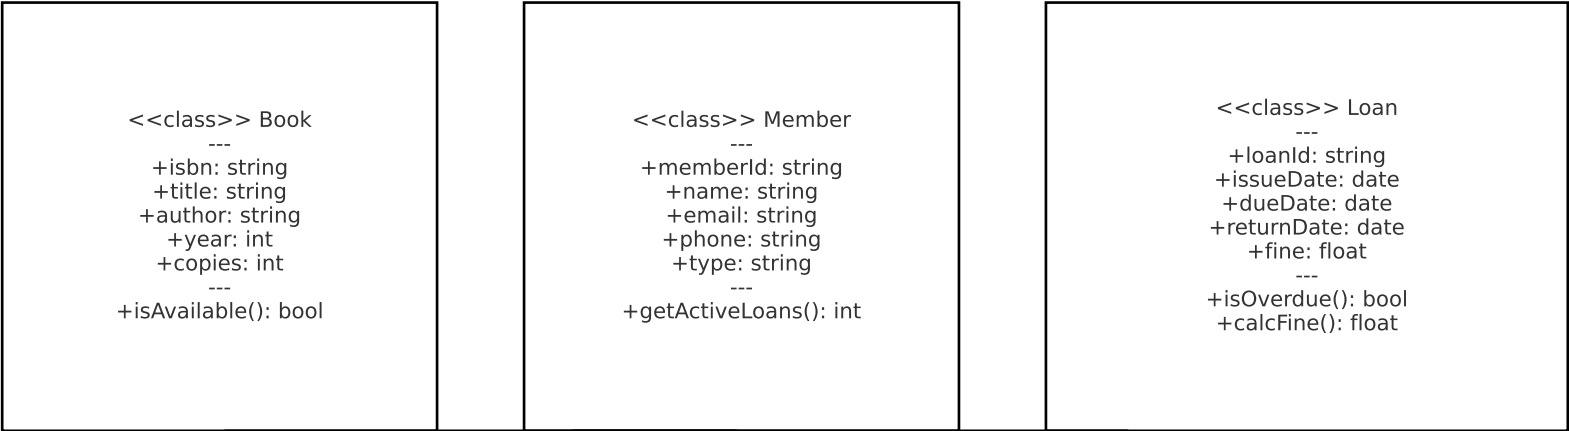 <<class>> Book
---
+isbn: string
+title: string
+author: string
+year: int
+copies: int
---
+isAvailable(): bool
<<class>> Member
---
+memberId: string
+name: string
+email: string
+phone: string
+type: string
---
+getActiveLoans(): int
<<class>> Loan
---
+loanId: string
+issueDate: date
+dueDate: date
+returnDate: date
+fine: float
---
+isOverdue(): bool
+calcFine(): float